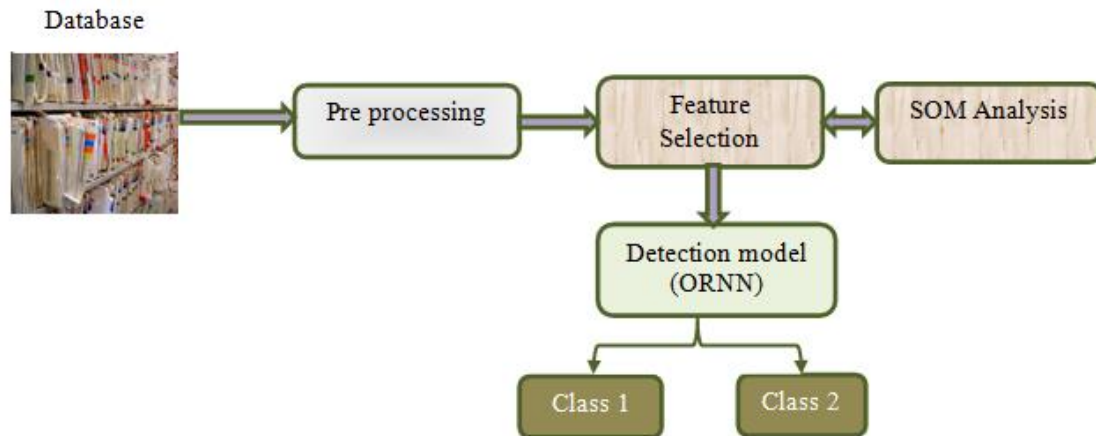 Database
Pre processing
Feature
Selection
SOM Analysis
Detection model
(ORNN)
Class 1
Class 2